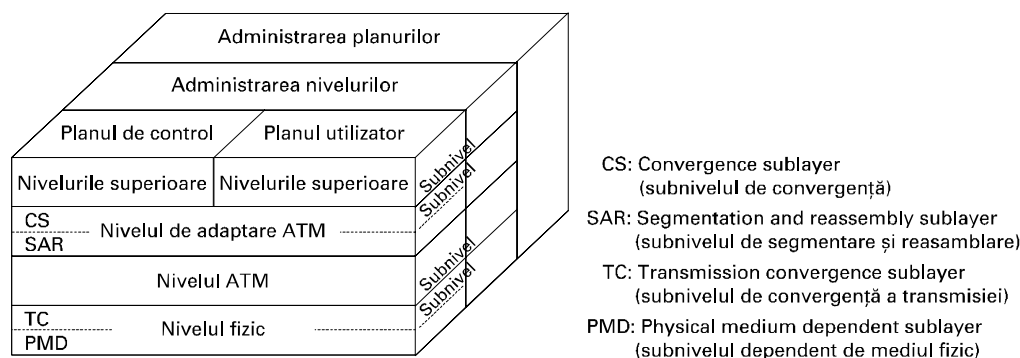 Administrarea planurilor
Administrarea nivelurilor
Planul de control
Planul utilizator
Nivelurile superioare
Nivelurile superioare
Subnivel
Subnivel
CS
Nivelul de adaptare ATM
SAR
Nivelul ATM
Subnivel
Subnivel
TC
Nivelul fizic
PMD
CS: Convergence sublayer
(subnivelul de convergență)
SAR: Segmentation and reassembly sublayer
(subnivelul de segmentare și reasamblare)
TC: Transmission convergence sublayer
(subnivelul de convergență a transmisiei)
PMD: Physical medium dependent sublayer
(subnivelul dependent de mediul fizic)